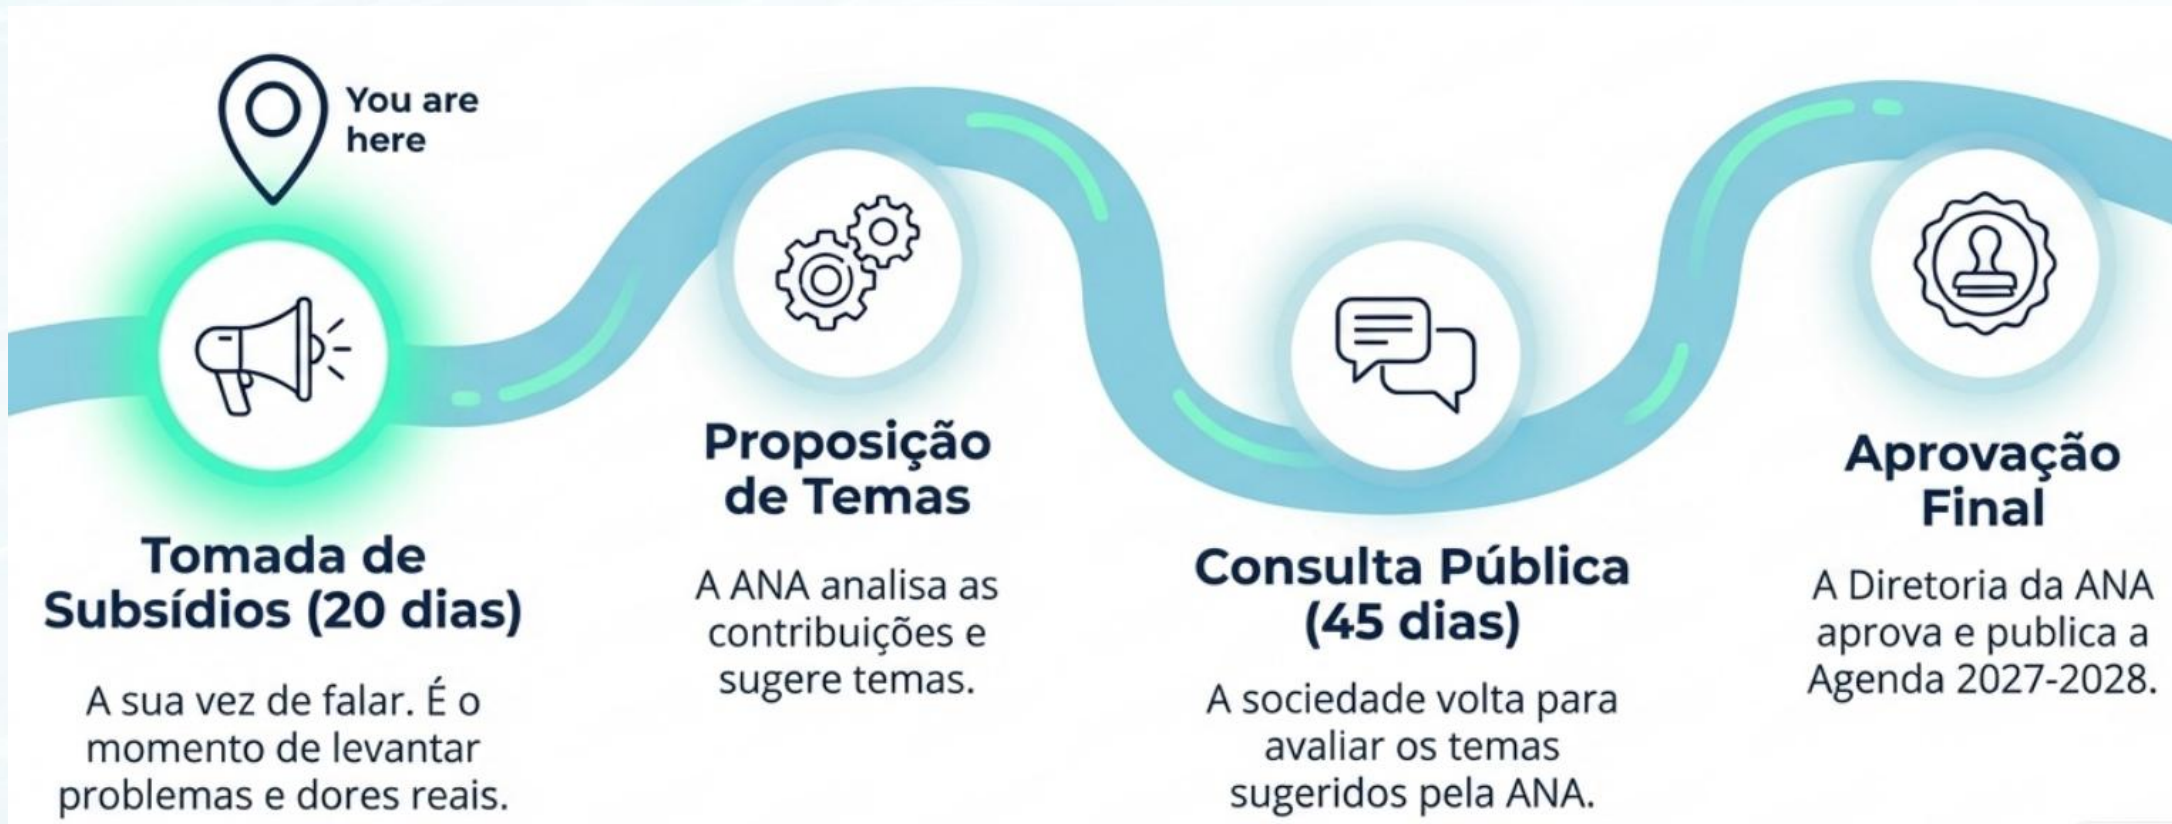 You are
here
Tomada de
Subsídios (20 dias)
A sua vez de falar. É o
momento de levantar
problemas e dores reais.
Proposição
de Temas
A ANA analisa as
contribuições e
sugere temas.
Consulta Pública
(45 dias)
A sociedade volta para
avaliar os temas
sugeridos pela ANA.
Aprovação
Final
A Diretoria da ANA
aprova e publica a
Agenda 2027-2028.